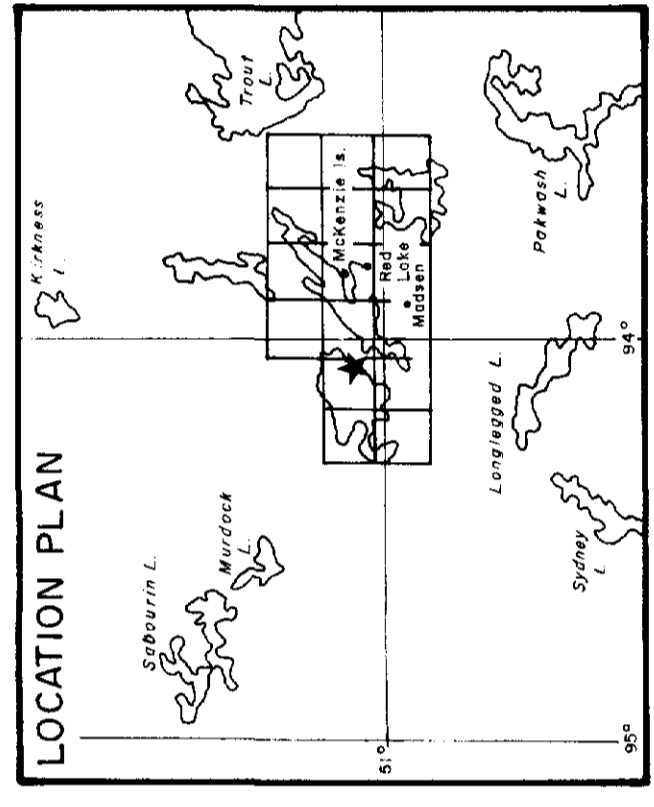 LOCATION PLAN
Kirkness
L.
Trout
L.
Sabourin L.
Murdock
L.
McKenzie Is.
Red
Lake
Madsen
51°
Pakwash
L.
Longlegged L.
Sydney
L.
95°
94°